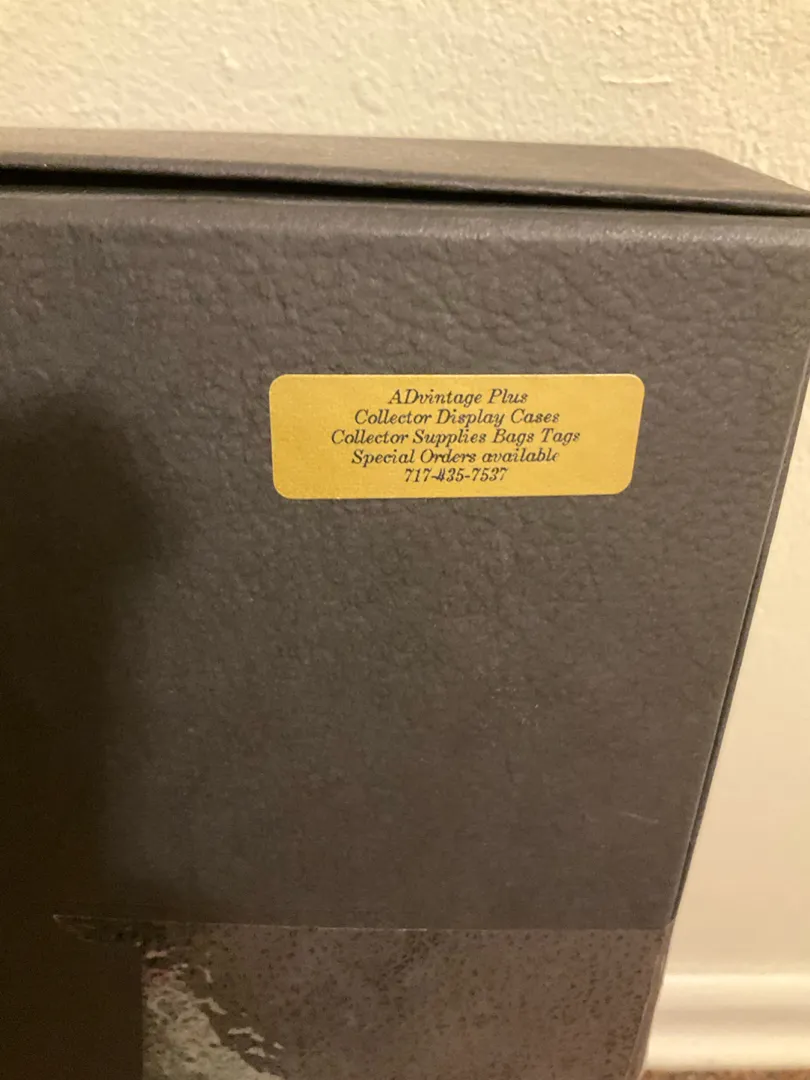 ADvintage Plus
Collector Display Cases
Collector Supplies Bags Tags
Special Orders available
717-435-7537